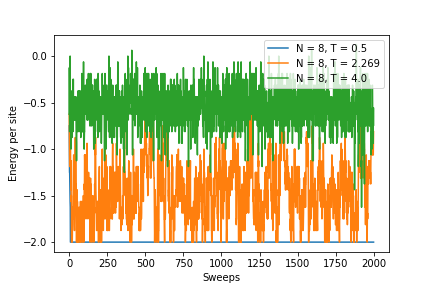 N = 8, T = 0.5
N = 8, T = 2.269
N = 8, T = 4.0
0.0
−0.5
−1.0
−1.5
−2.0
Energy per site
0 250 500 750 1000 1250 1500 1750 2000
Sweeps